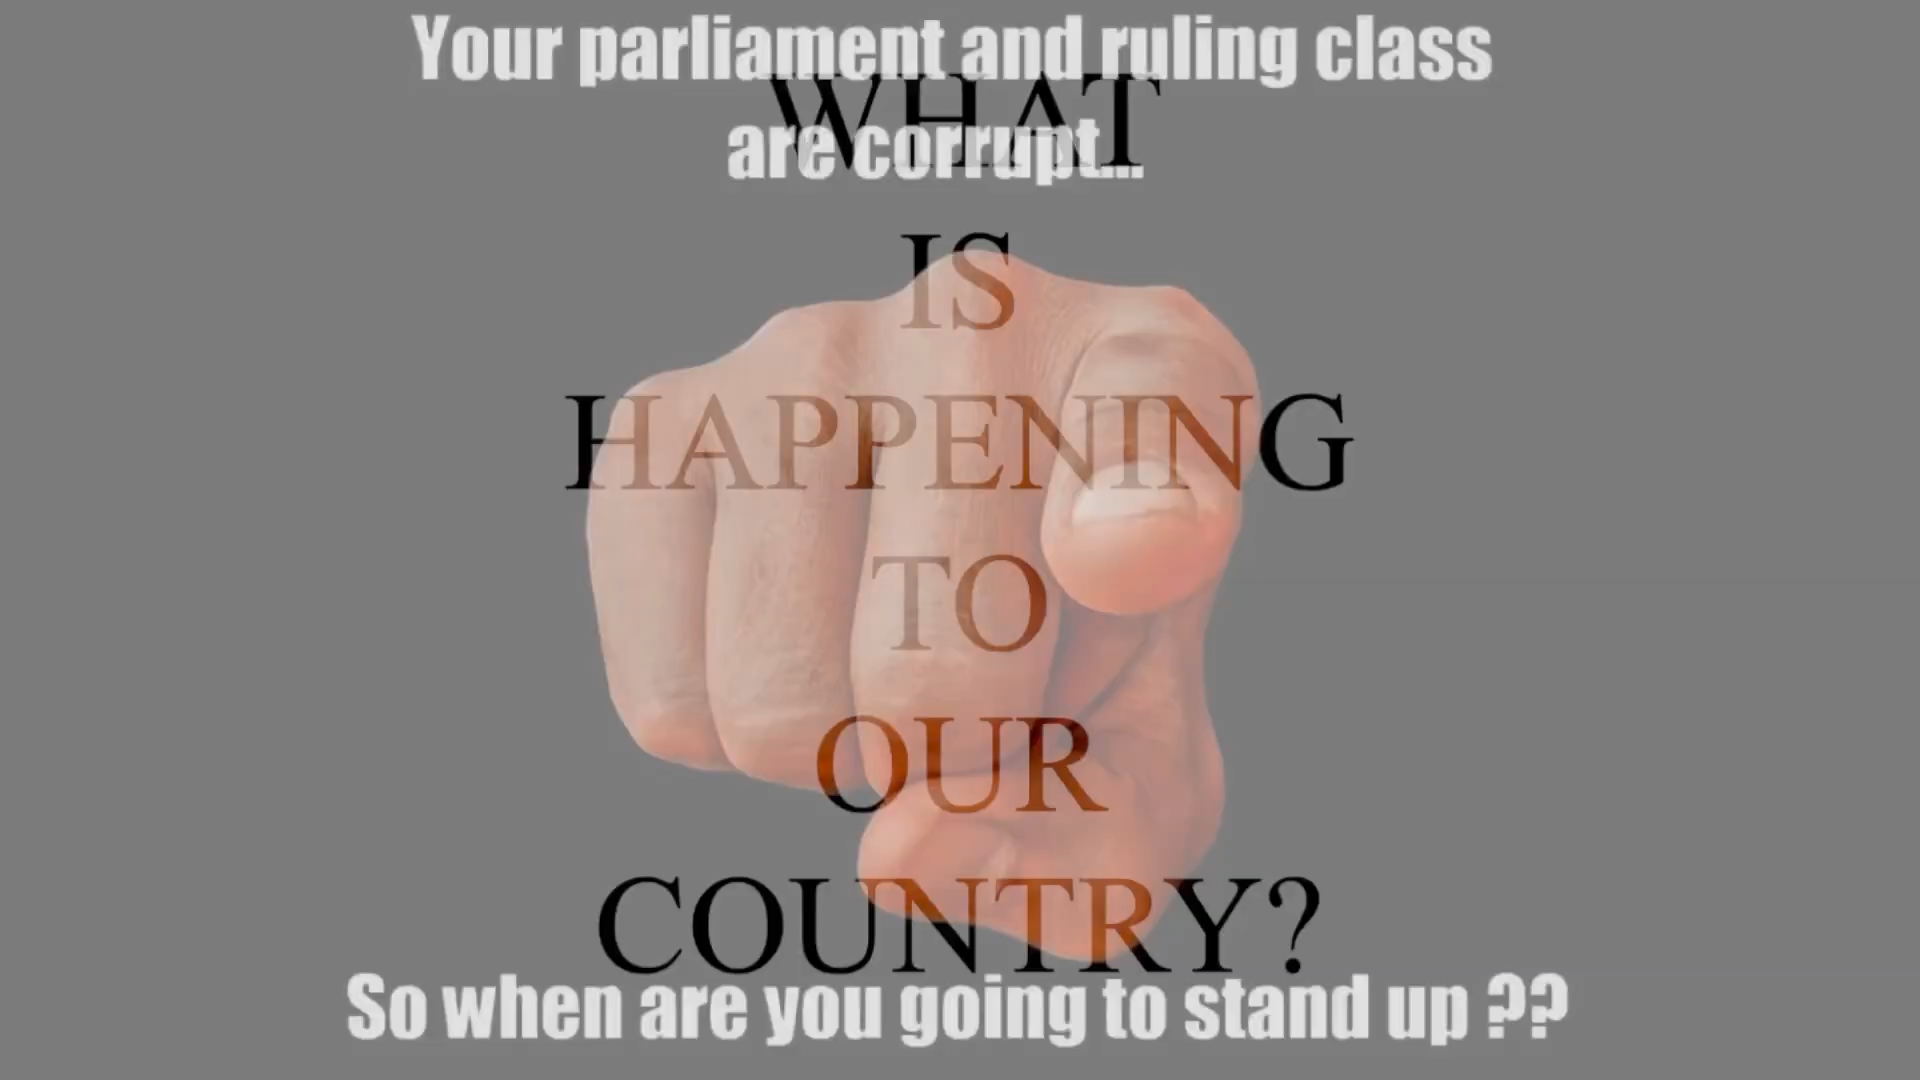 Your parliament and ruling class
are corrupt...
WHAT
IS
HAPPENING
TO
OUR
COUNTRY?
So when are you going to stand up ??